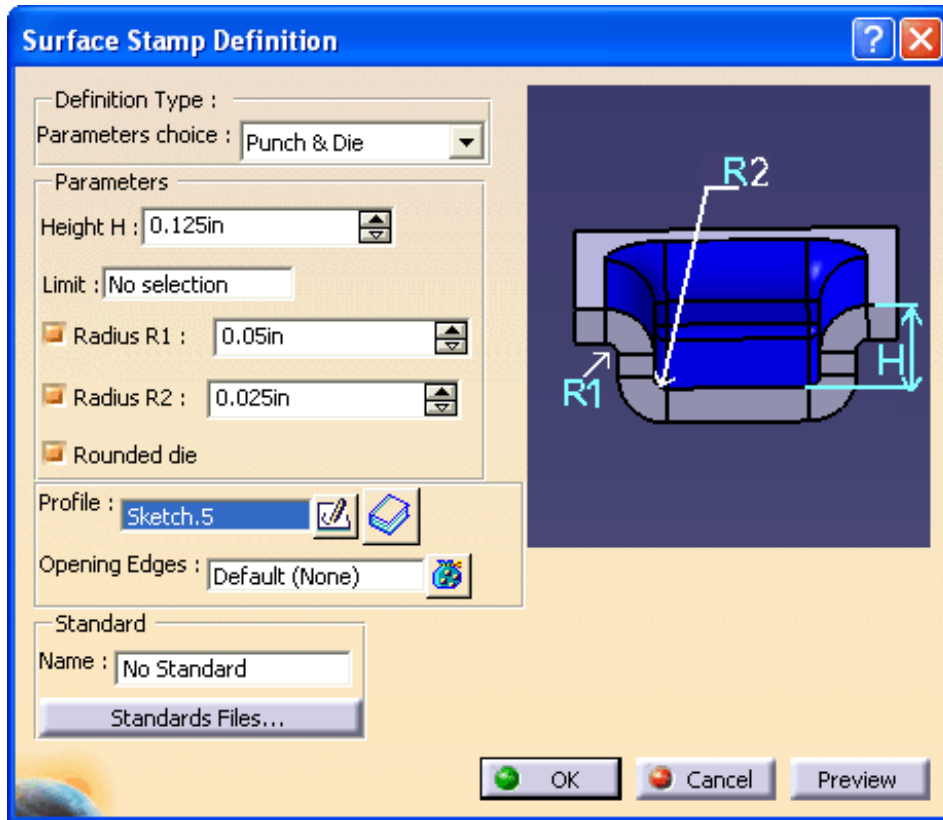 Surface Stamp Definition
Definition Type :
Parameters choice : Punch & Die
Parameters
Height H : 0.125in
Limit : No selection
Radius R1 : 0.05in
Radius R2 : 0.025in
Rounded die
Profile : Sketch.5
Opening Edges : Default (None)
Standard
Name : No Standard
Standards Files...
R2
H
R1
OK Cancel Preview